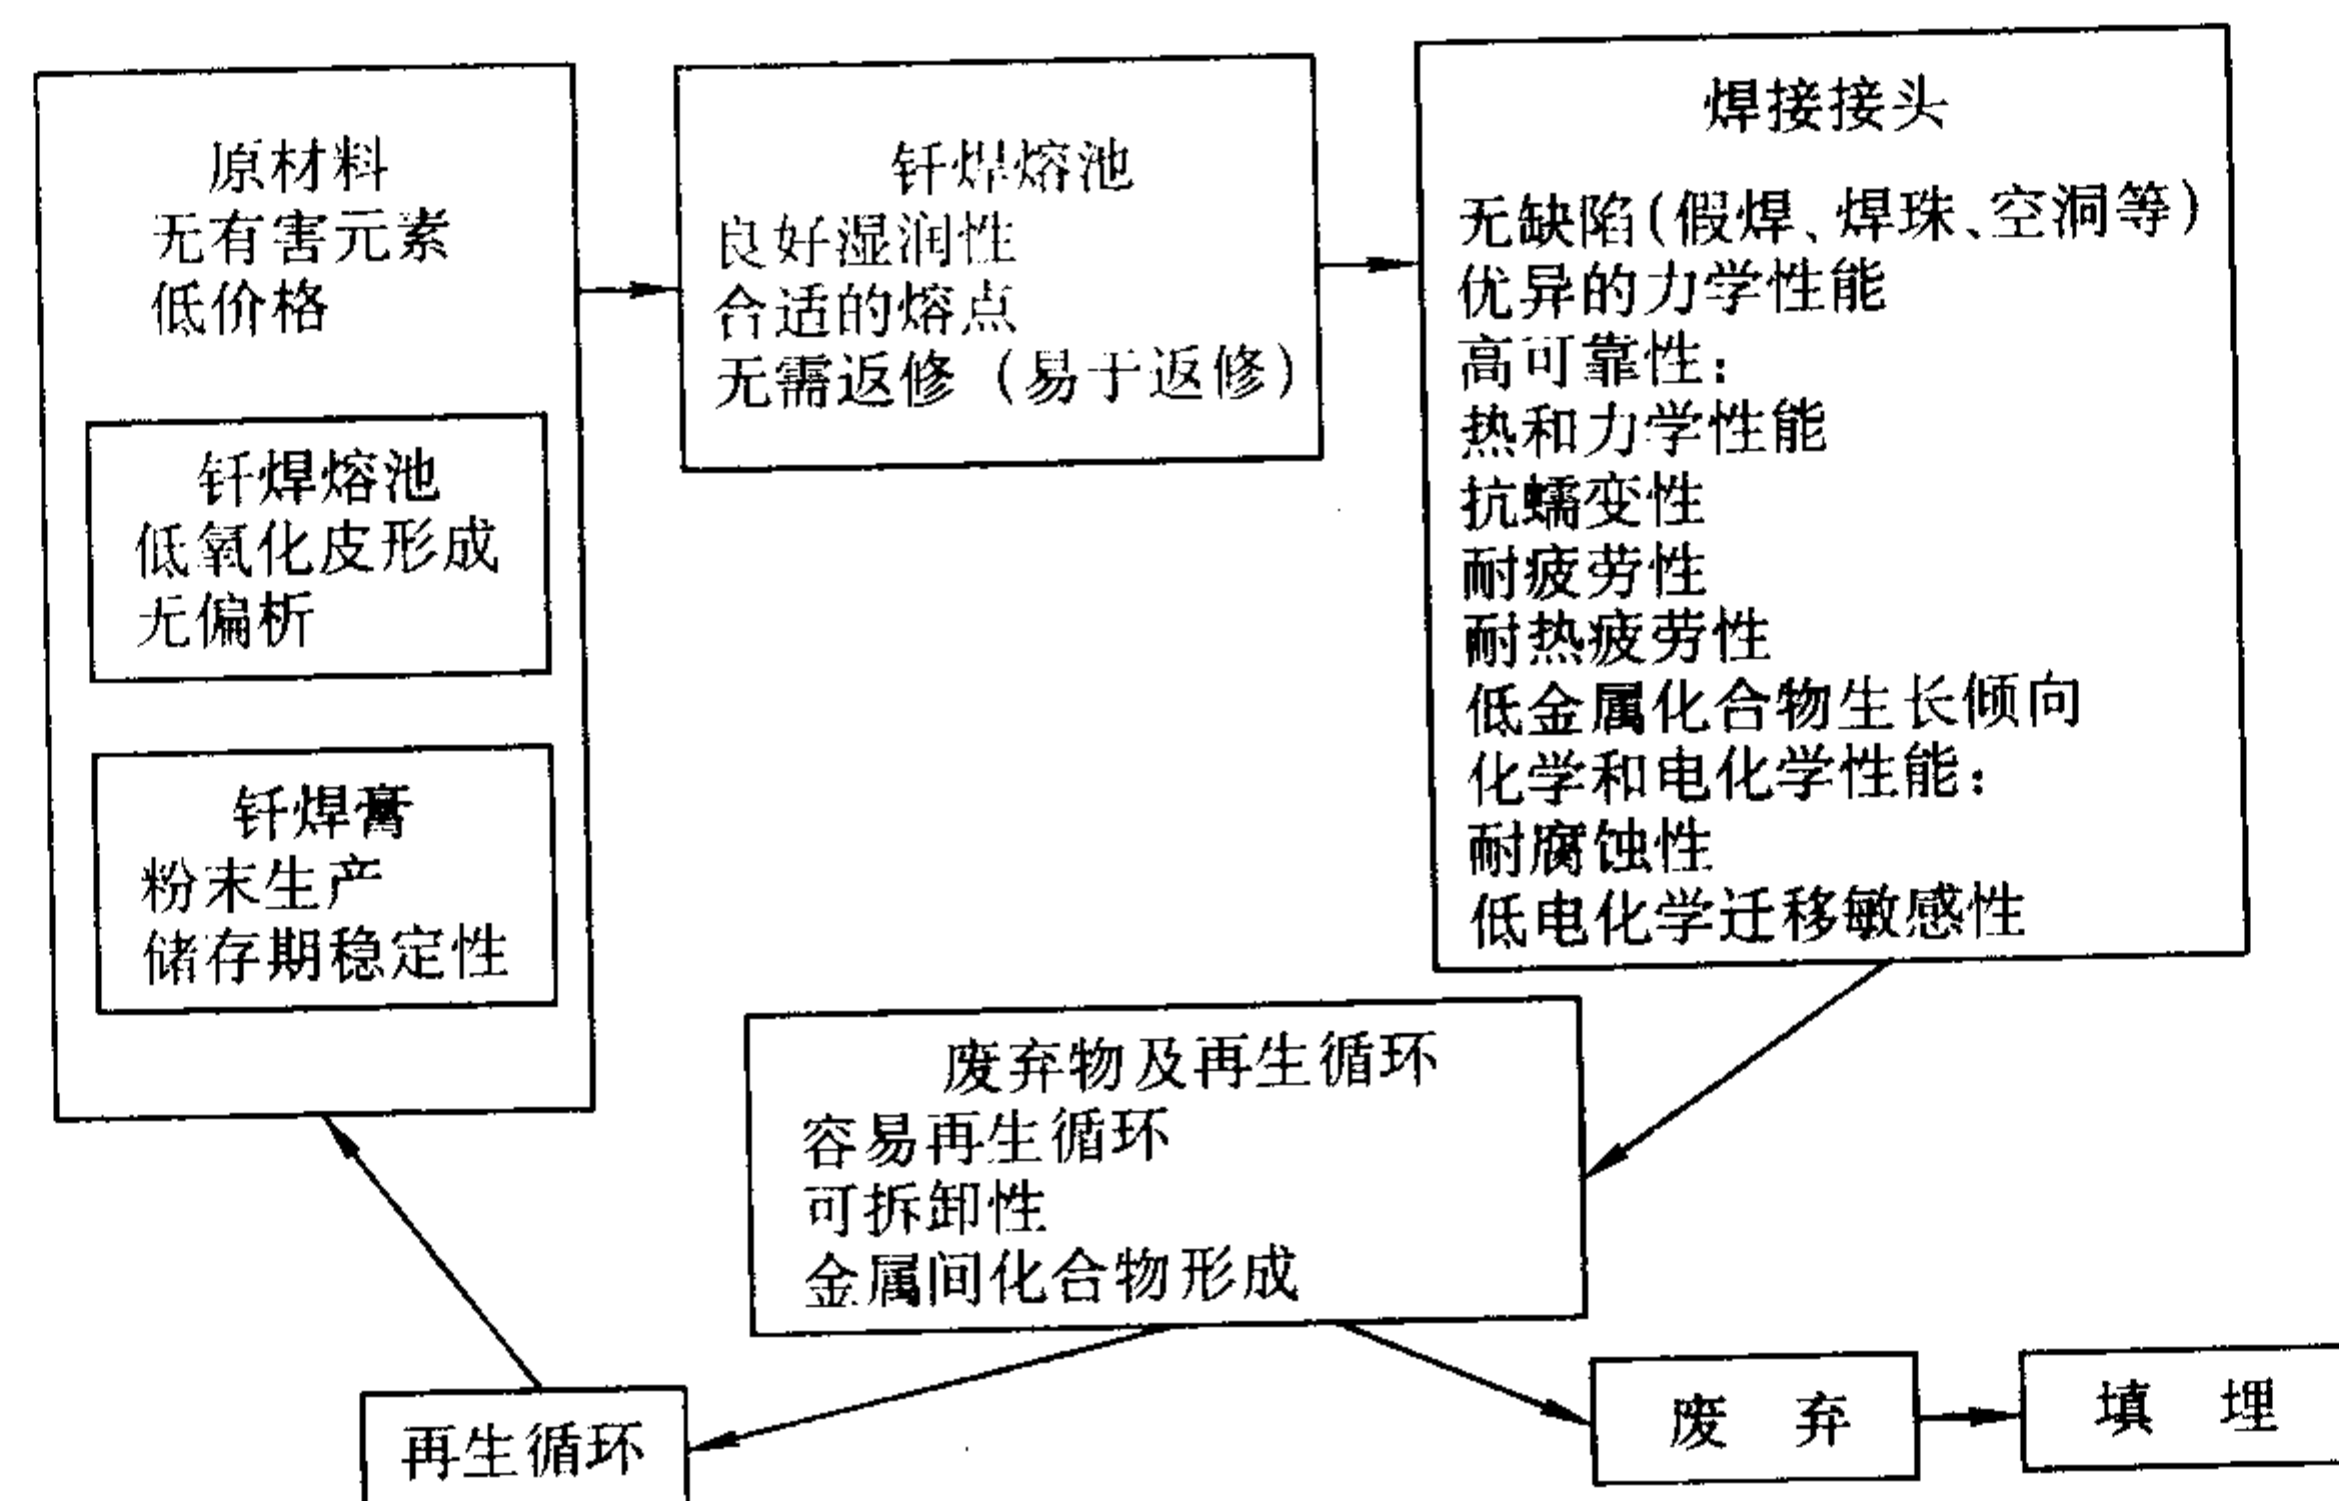 原材料
无有害元素
低价格
钎焊熔池
低氧化皮形成
无偏析
钎焊膏
粉末生产
储存期稳定性
钎焊熔池
良好湿润性
合适的熔点
无需返修（易于返修）
焊接接头
无缺陷(假焊、焊珠、空洞等)
优异的力学性能
高可靠性：
热和力学性能
抗蠕变性
耐疲劳性
耐热疲劳性
低金属化合物生长倾向
化学和电化学性能：
耐腐蚀性
低电化学迁移敏感性
废弃物及再生循环
容易再生循环
可拆卸性
金属间化合物形成
再生循环
废 弃
填 埋